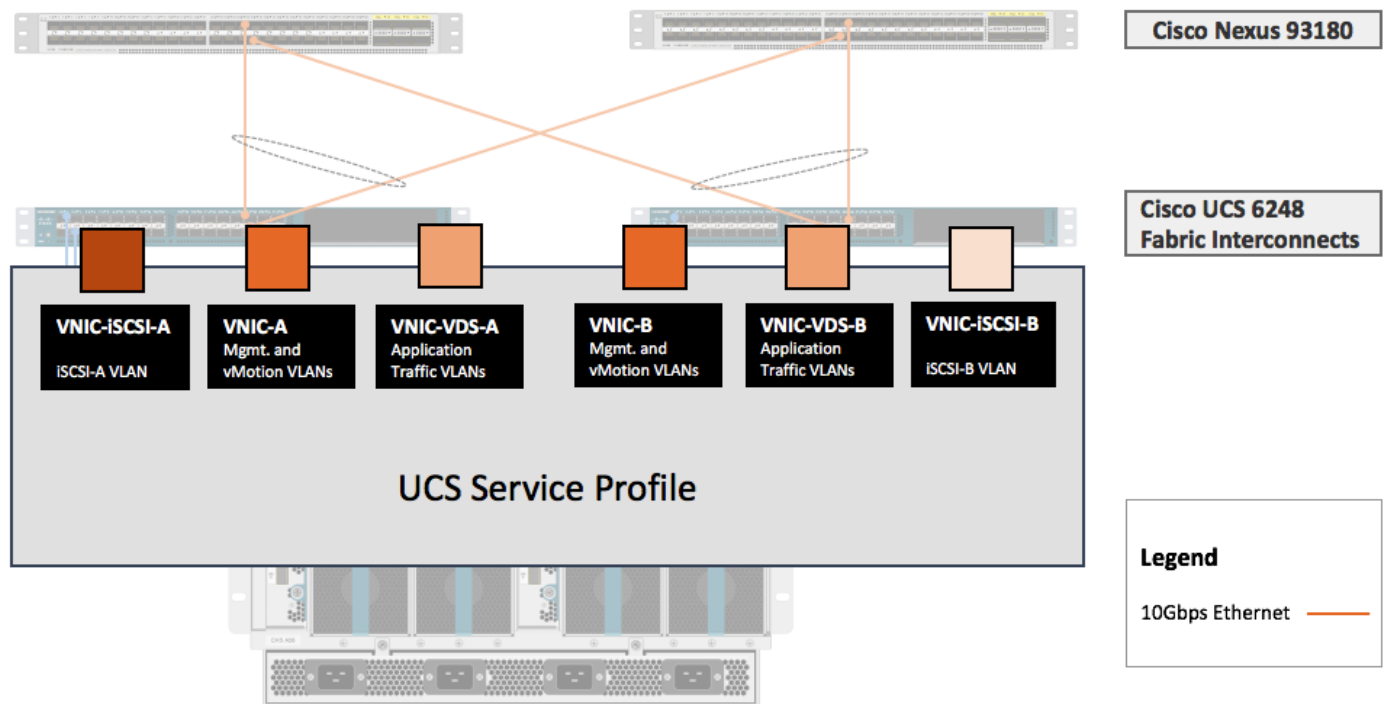 Cisco Nexus 93180
Cisco UCS 6248
Fabric Interconnects
VNIC-iSCSI-A
iSCSI-A VLAN
VNIC-A
Mgmt. and
vMotion VLANs
VNIC-VDS-A
Application
Traffic VLANs
VNIC-B
Mgmt. and
vMotion VLANs
VNIC-VDS-B
Application
Traffic VLANs
VNIC-iSCSI-B
iSCSI-B VLAN
UCS Service Profile
Legend
10Gbps Ethernet